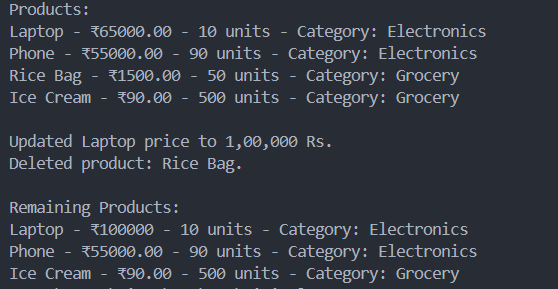 Products:
Laptop - ₹65000.00 - 10 units - Category: Electronics
Phone - ₹55000.00 - 90 units - Category: Electronics
Rice Bag - ₹1500.00 - 50 units - Category: Grocery
Ice Cream - ₹90.00 - 500 units - Category: Grocery
Updated Laptop price to 1,00,000 Rs.
Deleted product: Rice Bag.
Remaining Products:
Laptop - ₹100000 - 10 units - Category: Electronics
Phone - ₹55000.00 - 90 units - Category: Electronics
Ice Cream - ₹90.00 - 500 units - Category: Grocery